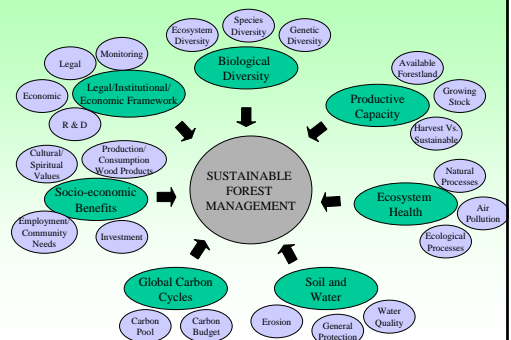 Species
Diversity
Ecosystem
Diversity
Genetic
Diversity
Biological
Diversity
Monitoring
Legal
Legal/Institutional/
Economic Framework
Economic
R & D
Available
Forestland
Growing
Stock
Productive
Capacity
Harvest Vs.
Sustainable
Cultural/
Spiritual
Values
Production/
Consumption
Wood Products
Socio-economic
Benefits
Employment/
Community
Needs
Investment
SUSTAINABLE
FOREST
MANAGEMENT
Natural
Processes
Ecosystem
Health
Air
Pollution
Ecological
Processes
Global Carbon
Cycles
Carbon
Pool
Carbon
Budget
Soil and
Water
Erosion
General
Protection
Water
Quality